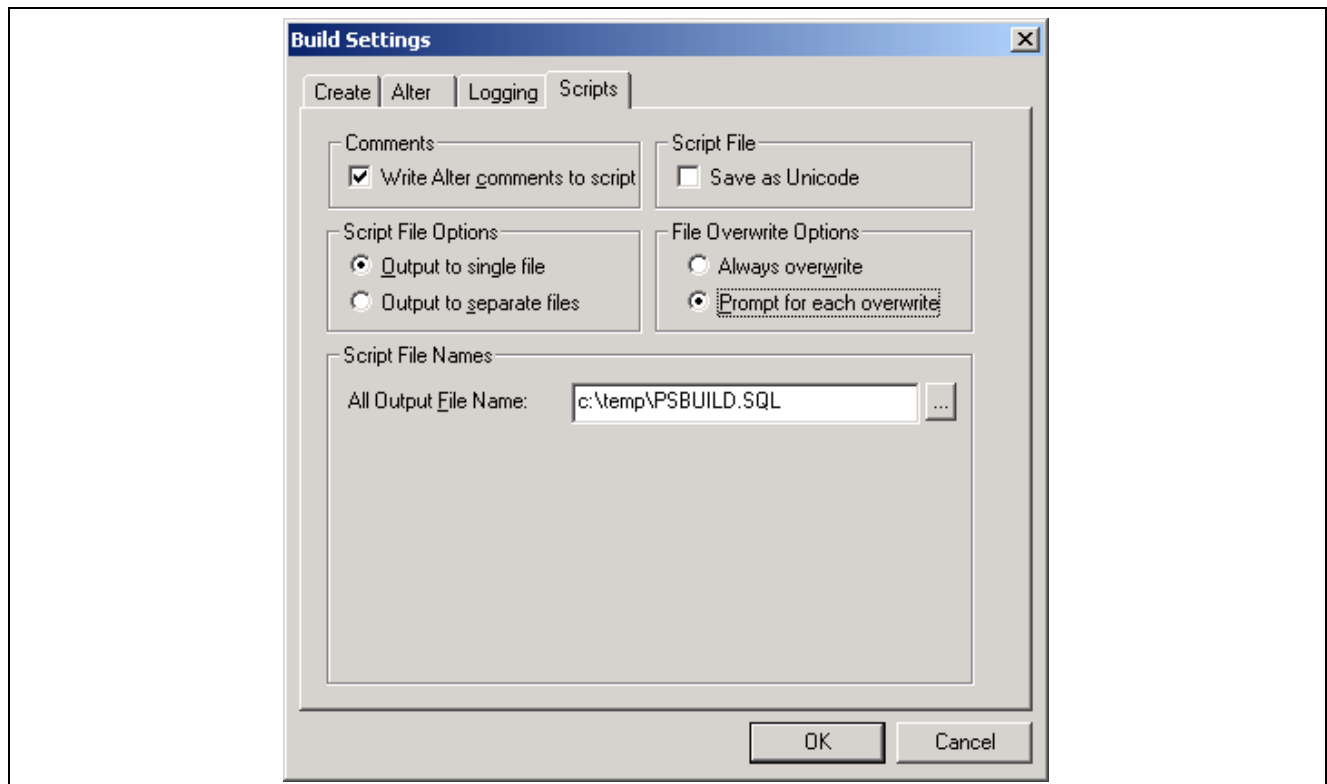 Build Settings
Create Alter Logging Scripts
Comments
Write Alter comments to script
Script File
Save as Unicode
Script File Options
Output to single file
Output to separate files
File Overwrite Options
Always overwrite
Prompt for each overwrite
Script File Names
All Output File Name: c:\temp\PSBUILD.SQL ...
OK Cancel